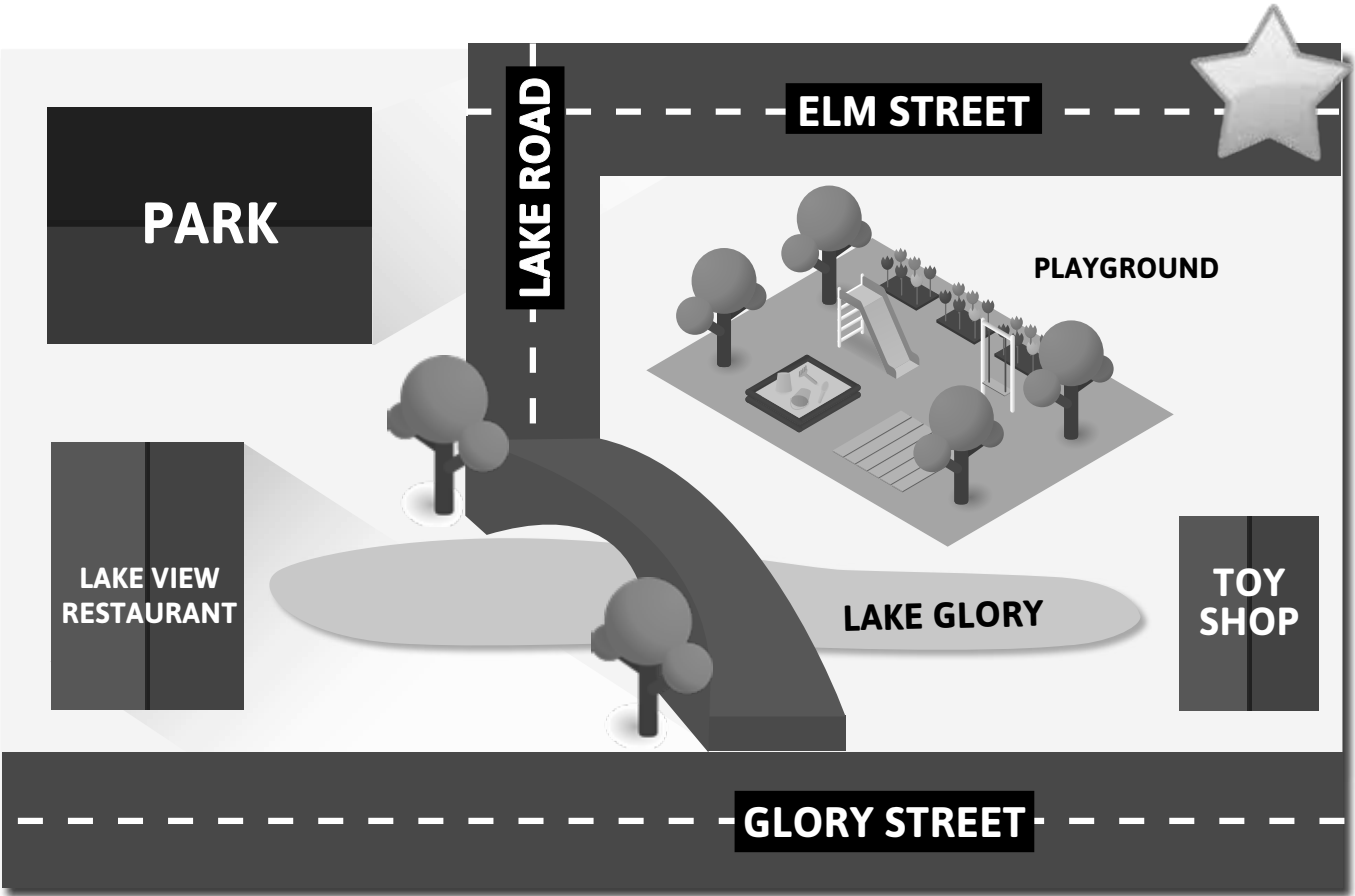 ELM STREET
LAKE ROAD
PARK
PLAYGROUND
LAKE VIEW
RESTAURANT
LAKE GLORY
TOY
SHOP
GLORY STREET